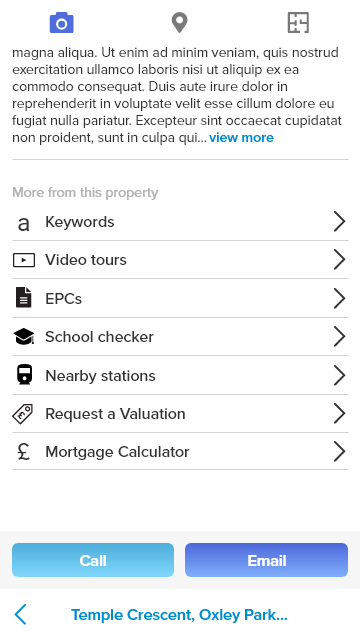 magna aliqua. Ut enim ad minim veniam, quis nostrud
exercitation ullamco laboris nisi ut aliquip ex ea
commodo consequat. Duis aute irure dolor in
reprehenderit in voluptate velit esse cillum dolore eu
fugiat nulla pariatur. Excepteur sint occaecat cupidatat
non proident, sunt in culpa qui... view more
More from this property
a Keywords
Video tours
EPCs
School checker
Nearby stations
£ Request a Valuation
£ Mortgage Calculator
Call Email
Temple Crescent, Oxley Park...